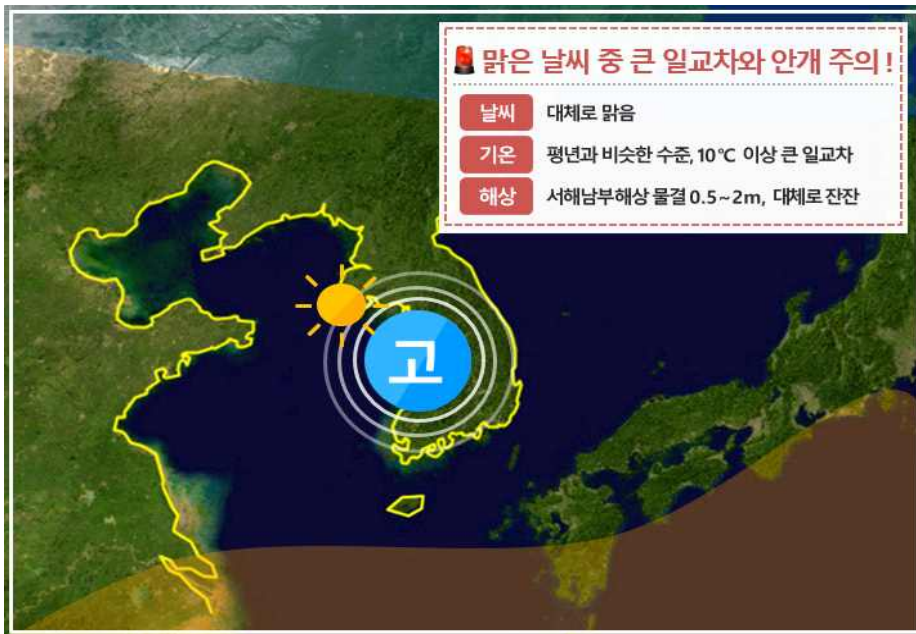 맑은 날씨 중 큰 일교차와 안개 주의 !
날씨 대체로 맑음
기온 평년과 비슷한 수준, 10℃ 이상 큰 일교차
해상 서해남부해상 물결 0.5~2m, 대체로 잔잔
고